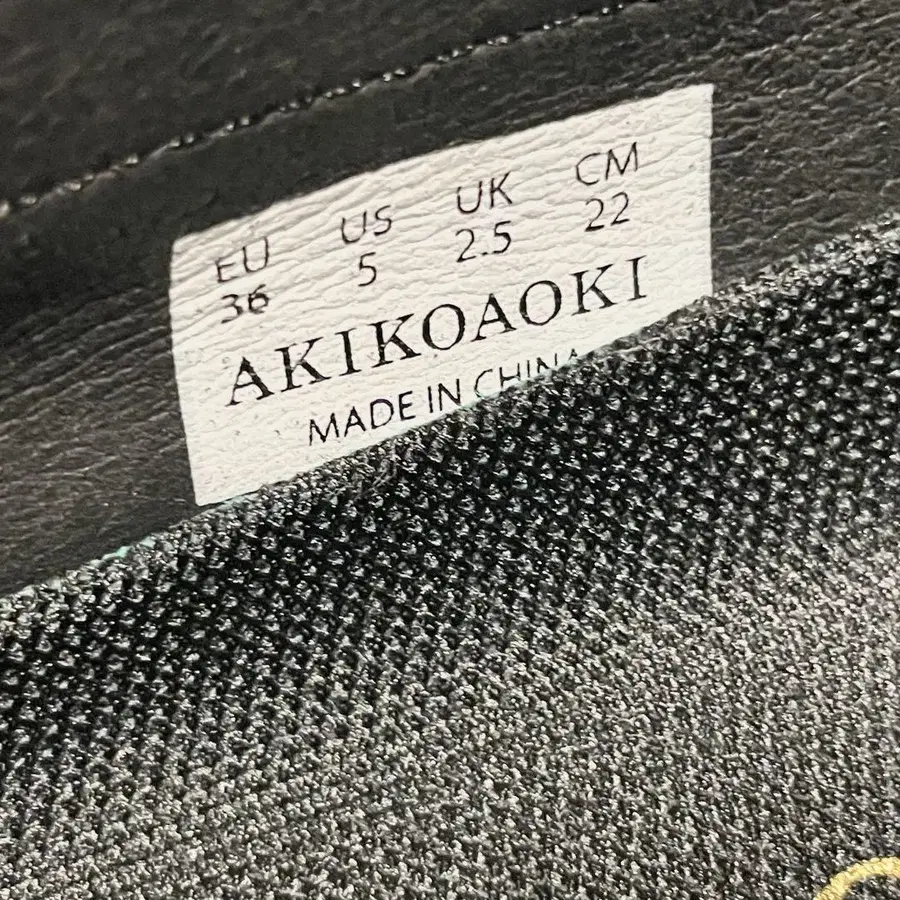 EU US UK CM
36 5 2.5 22
AKIKOAOKI
MADE IN CHINA